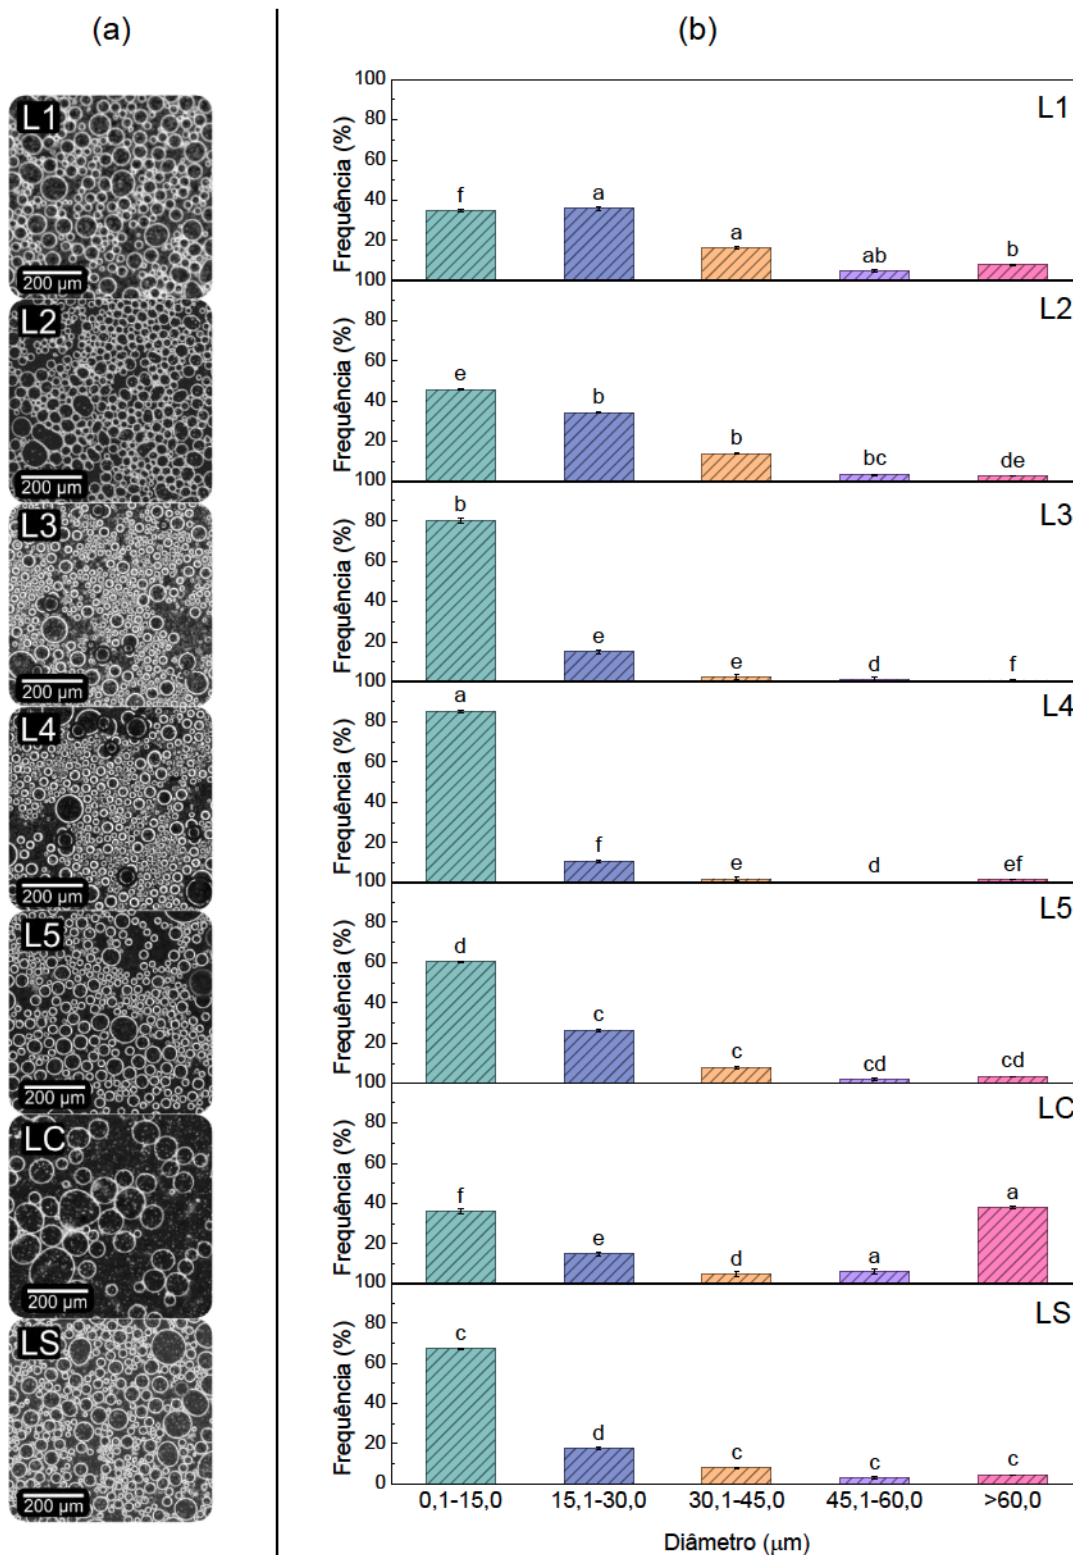 (a)
(b)
L1
200 µm
L2
200 µm
L3
200 µm
L4
200 µm
L5
200 µm
LC
200 µm
LS
200 µm
100
80
60
40
20
100
Frequência (%)
f
a
a
ab
b
L1
80
60
40
20
100
Frequência (%)
e
b
b
bc
de
L2
80
60
40
20
100
Frequência (%)
b
e
e
d
f
L3
80
60
40
20
100
Frequência (%)
a
f
e
d
ef
L4
80
60
40
20
100
Frequência (%)
d
c
c
cd
cd
L5
80
60
40
20
100
Frequência (%)
f
e
d
a
a
LC
80
60
40
20
0
Frequência (%)
c
d
c
c
c
LS
0,1-15,0 15,1-30,0 30,1-45,0 45,1-60,0 >60,0
Diâmetro (µm)